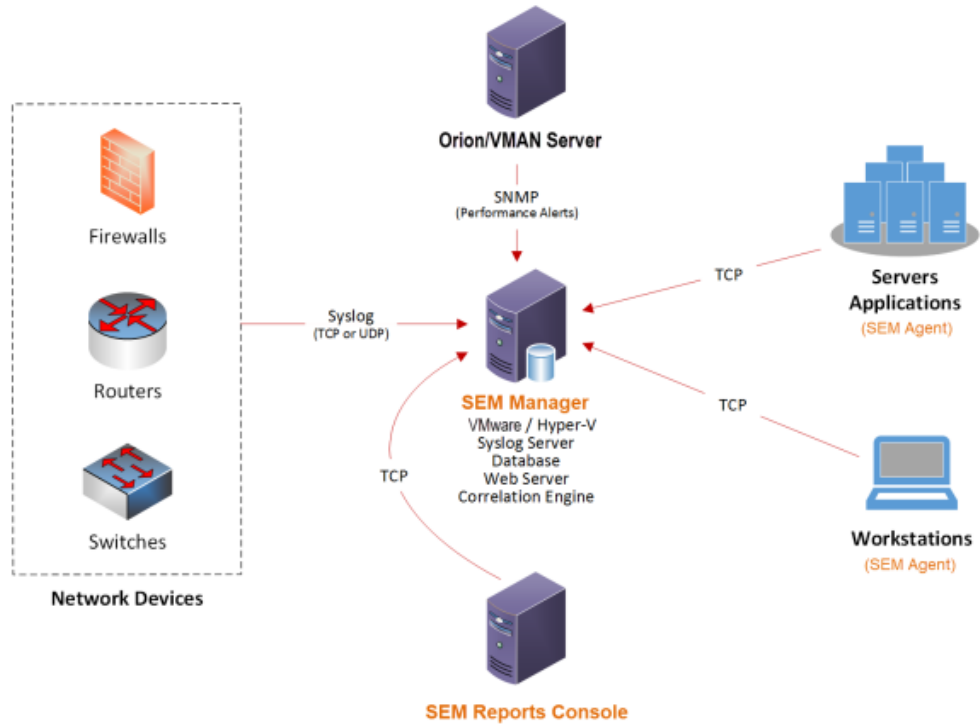 Orion/VMAN Server
SNMP
(Performance Alerts)
Firewalls
Routers
Switches
Network Devices
Syslog
(TCP or UDP)
TCP
Servers
Applications
(SEM Agent)
SEM Manager
VMware / Hyper-V
Syslog Server
Database
Web Server
Correlation Engine
TCP
Workstations
(SEM Agent)
TCP
SEM Reports Console